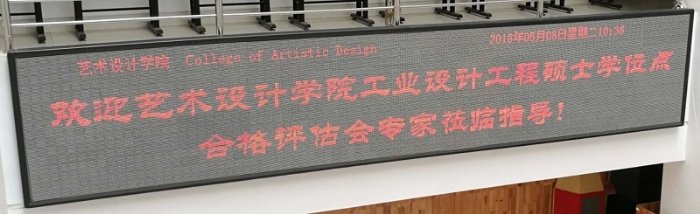 艺术设计学院 College of Artistic Design 2018年05月08日星期二10:38
欢迎艺术设计学院工业设计工程硕士学位点
合格评估会专家莅临指导!